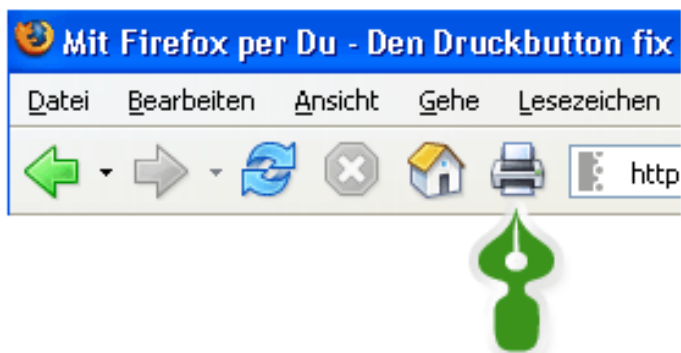 Mit Firefox per Du - Den Druckbutton fix
Datei Bearbeiten Ansicht Gehe Lesezeichen
http